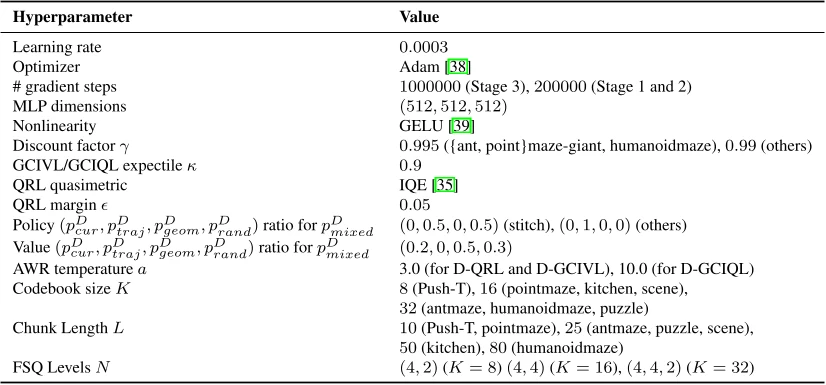 Hyperparameter Value
Learning rate 0.0003
Optimizer Adam [38]
# gradient steps 1000000 (Stage 3), 200000 (Stage 1 and 2)
MLP dimensions (512, 512, 512)
Nonlinearity GELU [39]
Discount factor γ 0.995 ({ant, point}maze-giant, humanoidmaze), 0.99 (others)
GCIVL/GCIQL expectile κ 0.9
QRL quasimetric IQE [35]
QRL margin ϵ 0.05
Policy (p^D_cur, p^D_traj, p^D_geom, p^D_rand) ratio for p^D_mixed (0, 0.5, 0, 0.5) (stitch), (0, 1, 0, 0) (others)
Value (p^D_cur, p^D_traj, p^D_geom, p^D_rand) ratio for p^D_mixed (0.2, 0, 0.5, 0.3)
AWR temperature a 3.0 (for D-QRL and D-GCIVL), 10.0 (for D-GCIQL)
Codebook size K 8 (Push-T), 16 (pointmaze, kitchen, scene),
32 (antmaze, humanoidmaze, puzzle)
Chunk Length L 10 (Push-T, pointmaze), 25 (antmaze, puzzle, scene),
50 (kitchen), 80 (humanoidmaze)
FSQ Levels N (4, 2) (K = 8) (4, 4) (K = 16), (4, 4, 2) (K = 32)